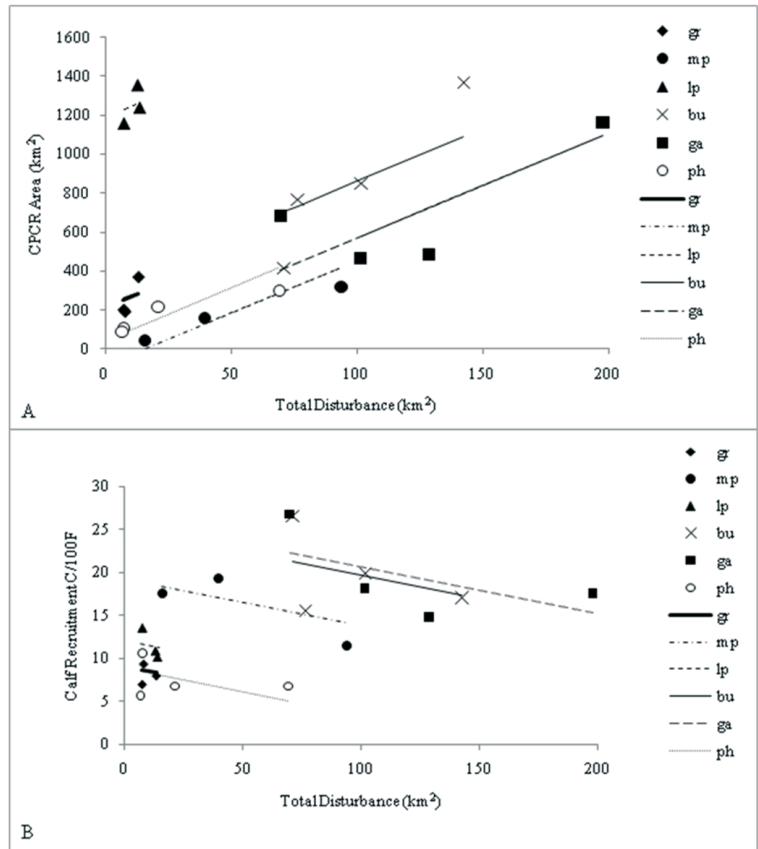 1600
1400
1200
1000
800
600
400
200
0
CPCR Area (km²)
0 50 100 150 200
Total Disturbance (km²)
A
gr
mp
lp
bu
ga
ph
gr
mp
lp
bu
ga
ph
30
25
20
15
10
5
0
Calf Recruitment C/100F
0 50 100 150 200
Total Disturbance (km²)
B
gr
mp
lp
bu
ga
ph
gr
mp
lp
bu
ga
ph